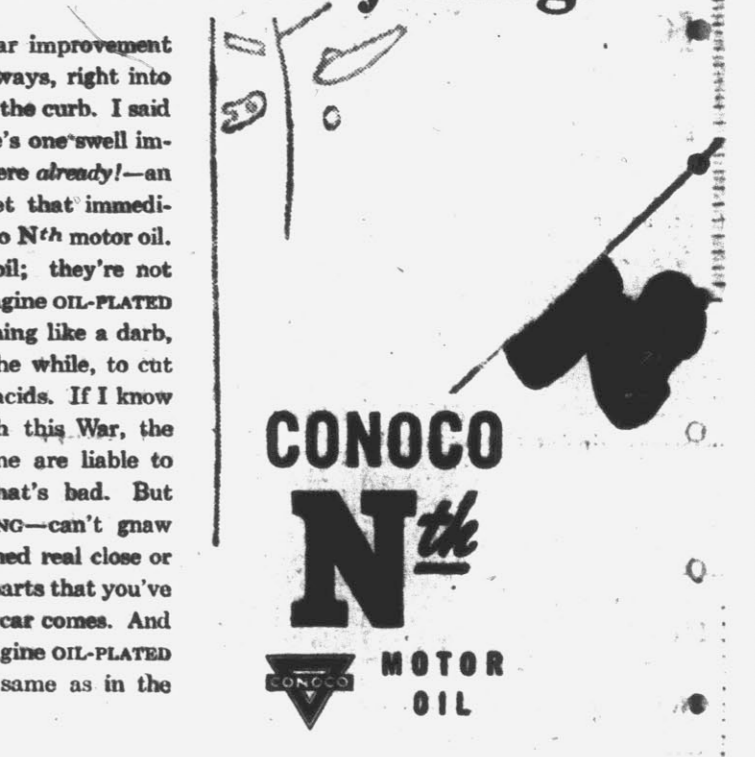 ar improvement
ways, right into
the curb. I said
's one swell im-
ere already!—an
et that immedi-
o Nth motor oil.
oil; they're not
gine OIL-PLATED
ning like a darb,
he while, to cut
acids. If I know
h this War, the
ne are liable to
hat's bad. But
NG—can't gnaw
ned real close or
arts that you've
car comes. And
gine OIL-PLATED
same as in the
CONOCO
Nth
CONOCO
MOTOR
OIL